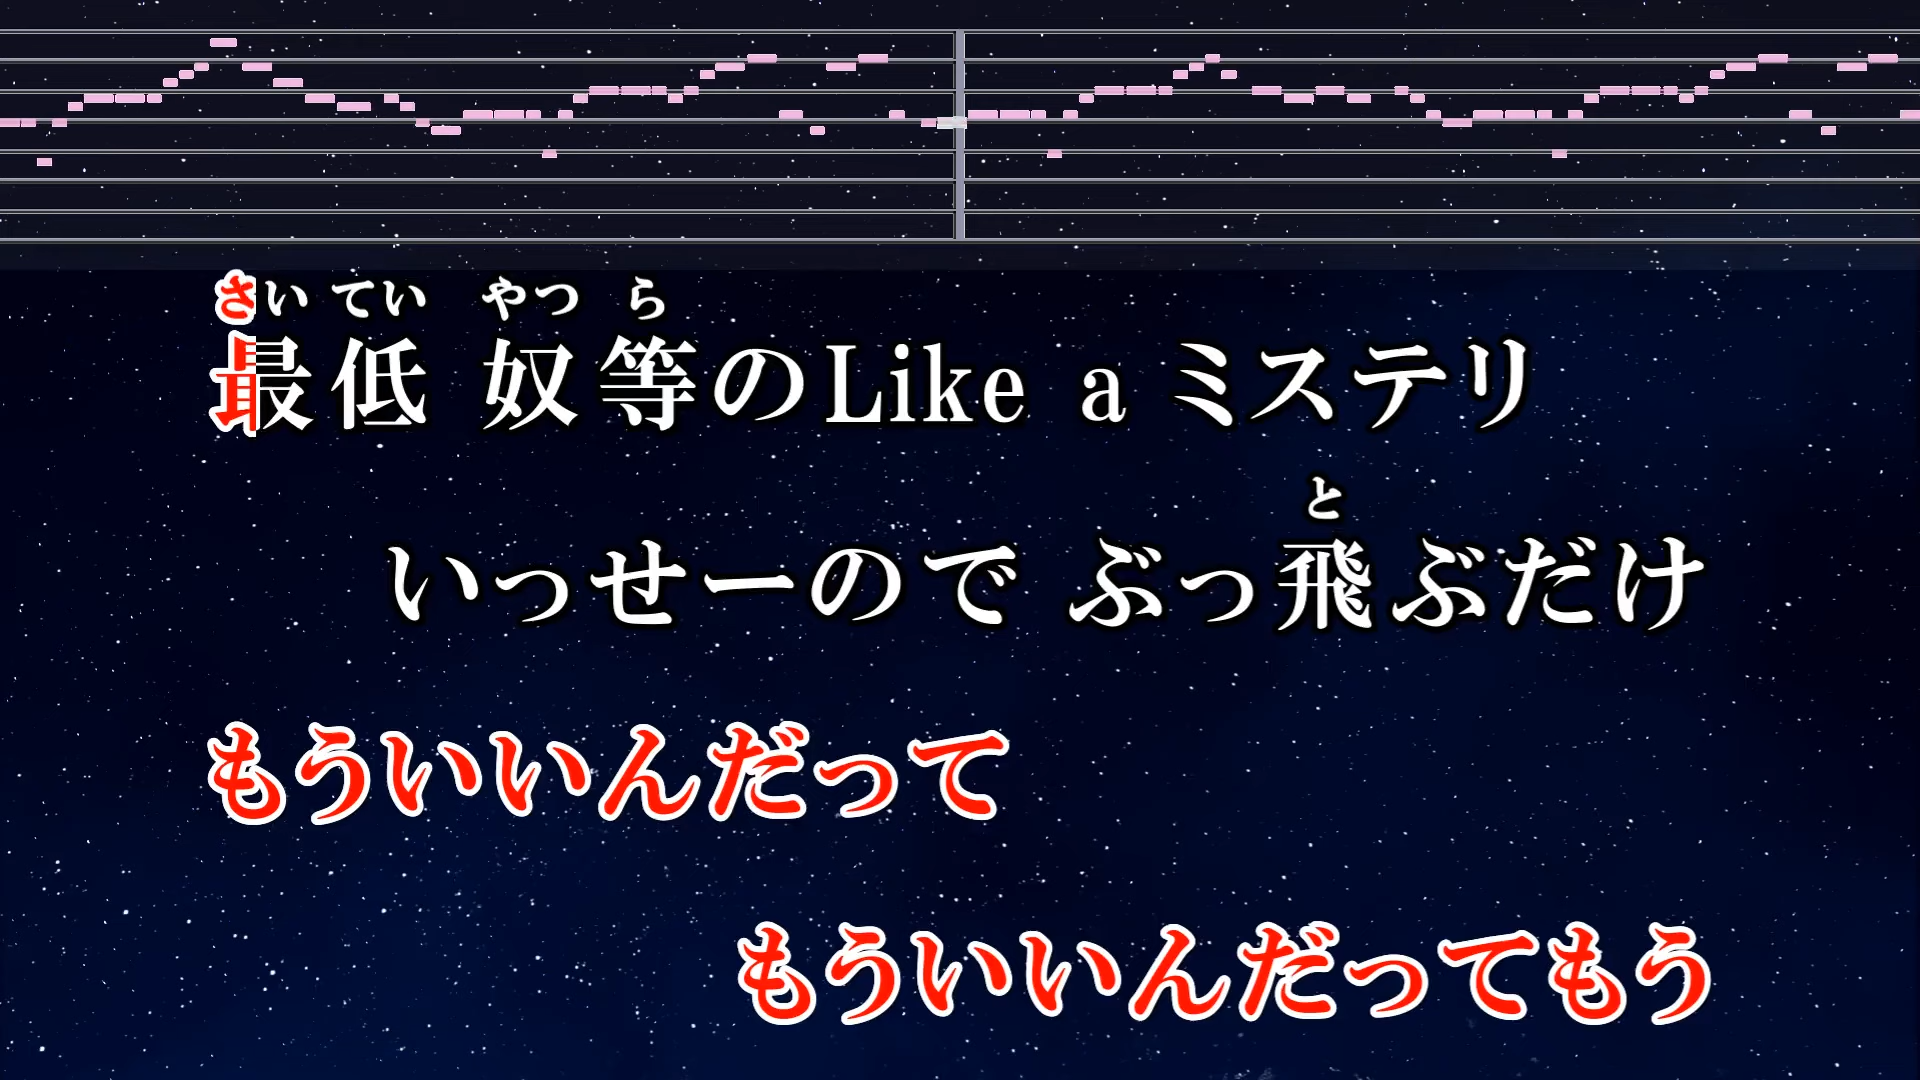 さい てい やつ ら
最低 奴等のLike a ミステリ
と
いっせーので ぶっ飛ぶだけ
もういいんだって
もういいんだってもう